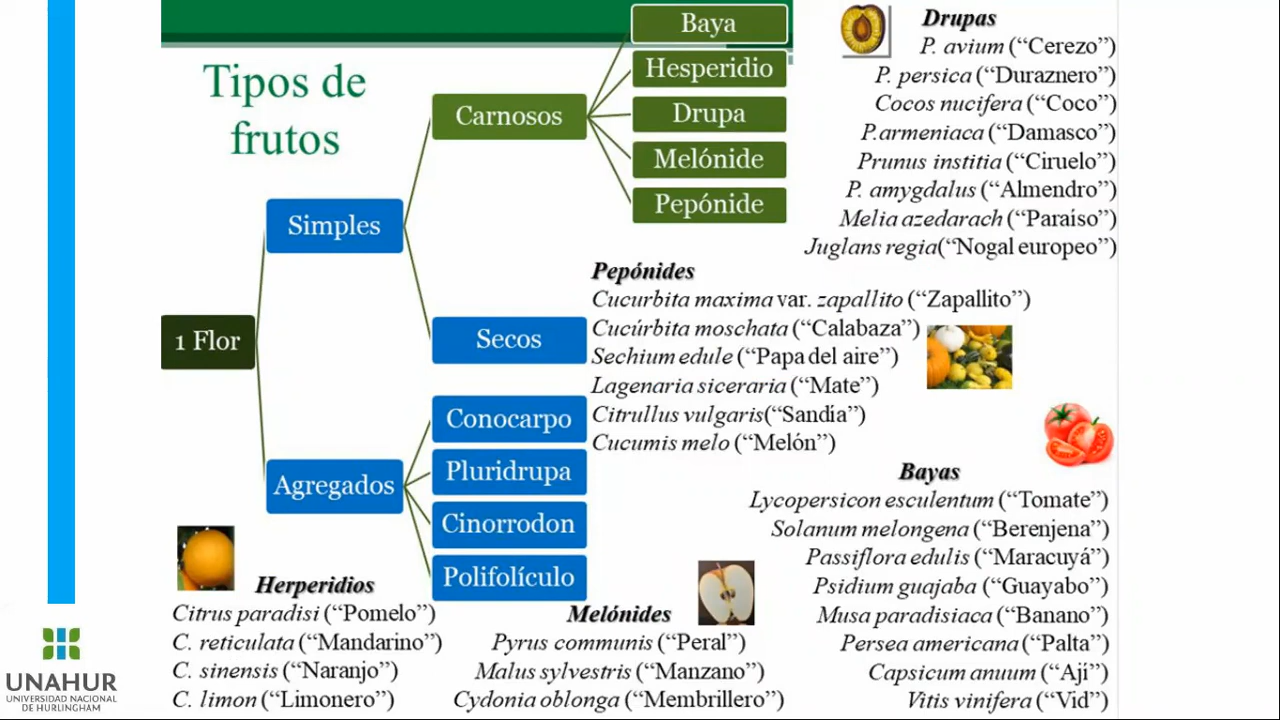 Tipos de
frutos
1 Flor
Simples
Agregados
Carnosos
Secos
Conocarpo
Pluridrupa
Cinorrodon
Polifolículo
Baya
Hesperidio
Drupa
Melónide
Pepónide
Drupas
P. avium (“Cerezo”)
P. persica (“Duraznero”)
Cocos nucifera (“Coco”)
P.armeniaca (“Damasco”)
Prunus institia (“Ciruelo”)
P. amygdalus (“Almendro”)
Melia azedarach (“Paraíso”)
Juglans regia(“Nogal europeo”)
Pepónides
Cucurbita maxima var. zapallito (“Zapallito”)
Cucúrbita moschata (“Calabaza”)
Sechium edule (“Papa del aire”)
Lagenaria siceraria (“Mate”)
Citrullus vulgaris(“Sandía”)
Cucumis melo (“Melón”)
Bayas
Lycopersicon esculentum (“Tomate”)
Solanum melongena (“Berenjena”)
Passiflora edulis (“Maracuyá”)
Psidium guajaba (“Guayabo”)
Musa paradisiaca (“Banano”)
Persea americana (“Palta”)
Capsicum anuum (“Ají”)
Vitis vinifera (“Vid”)
Herperidios
Citrus paradisi (“Pomelo”)
C. reticulata (“Mandarino”)
C. sinensis (“Naranjo”)
C. limon (“Limonero”)
Melónides
Pyrus communis (“Peral”)
Malus sylvestris (“Manzano”)
Cydonia oblonga (“Membrillero”)
UNAHUR
UNIVERSIDAD NACIONAL
DE HURLINGHAM